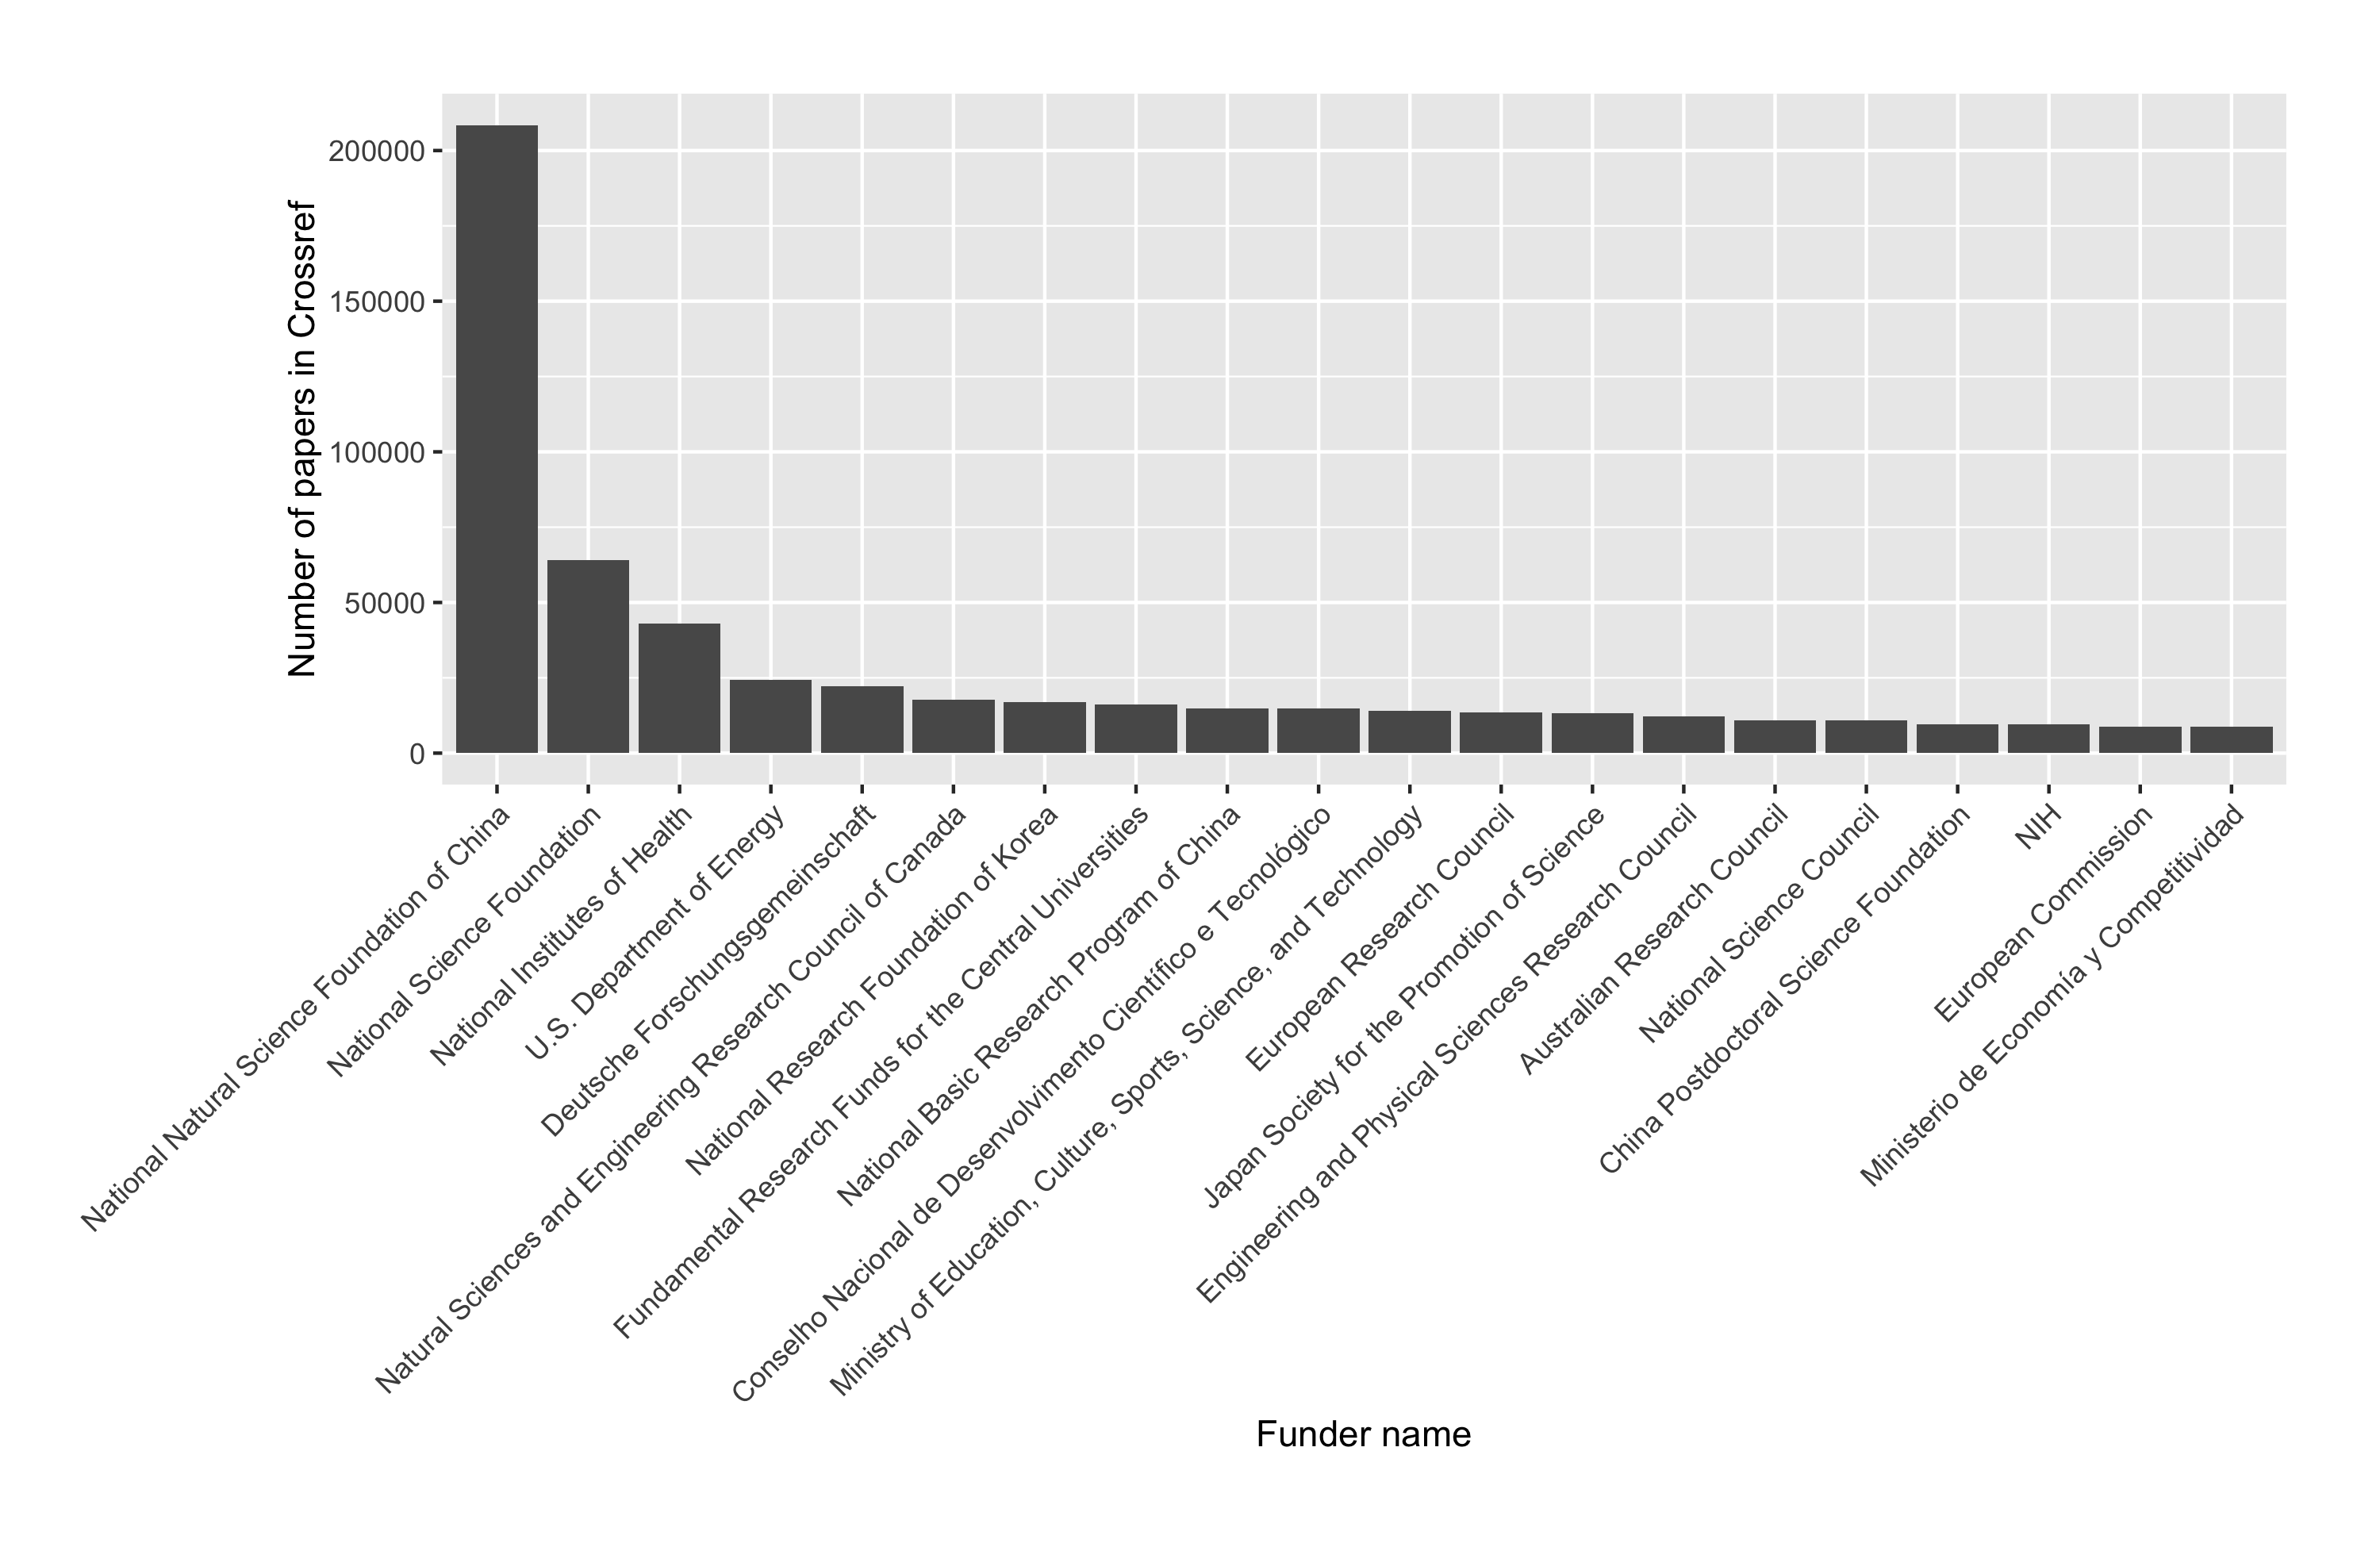 Number of papers in Crossref
200000
150000
100000
50000
0
National Natural Science Foundation of China
National Science Foundation
National Institutes of Health
U.S. Department of Energy
Deutsche Forschungsgemeinschaft
Natural Sciences and Engineering Research Council of Canada
National Research Foundation of Korea
Fundamental Research Funds for the Central Universities
National Basic Research Program of China
Conselho Nacional de Desenvolvimento Científico e Tecnológico
Ministry of Education, Culture, Sports, Science, and Technology
European Research Council
Japan Society for the Promotion of Science
Engineering and Physical Sciences Research Council
Australian Research Council
National Science Council
China Postdoctoral Science Foundation
NIH
European Commission
Ministerio de Economía y Competitividad
Funder name